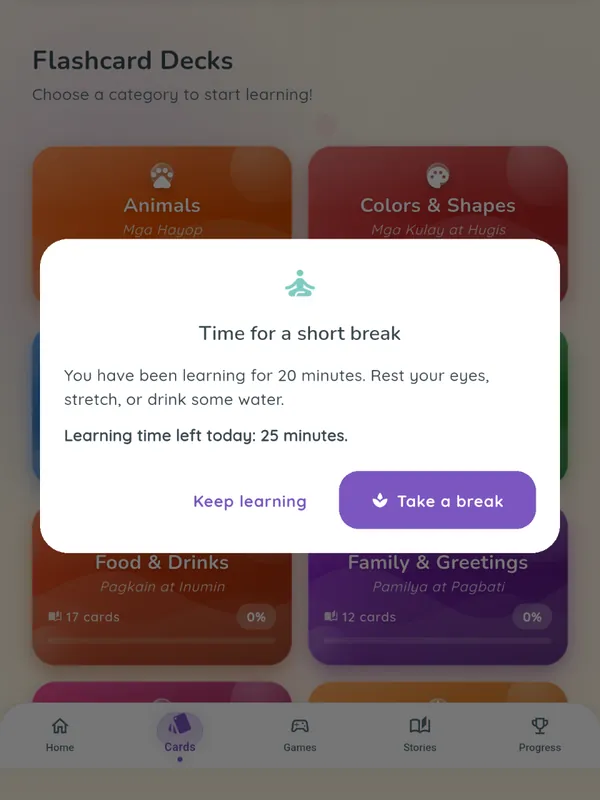 Flashcard Decks
Choose a category to start learning!
Animals
Mga Hayop
Colors & Shapes
Mga Kulay at Hugis
Time for a short break
You have been learning for 20 minutes. Rest your eyes,
stretch, or drink some water.
Learning time left today: 25 minutes.
Keep learning
Take a break
Food & Drinks
Pagkain at Inumin
17 cards
0%
Family & Greetings
Pamilya at Pagbati
12 cards
0%
Home
Cards
Games
Stories
Progress